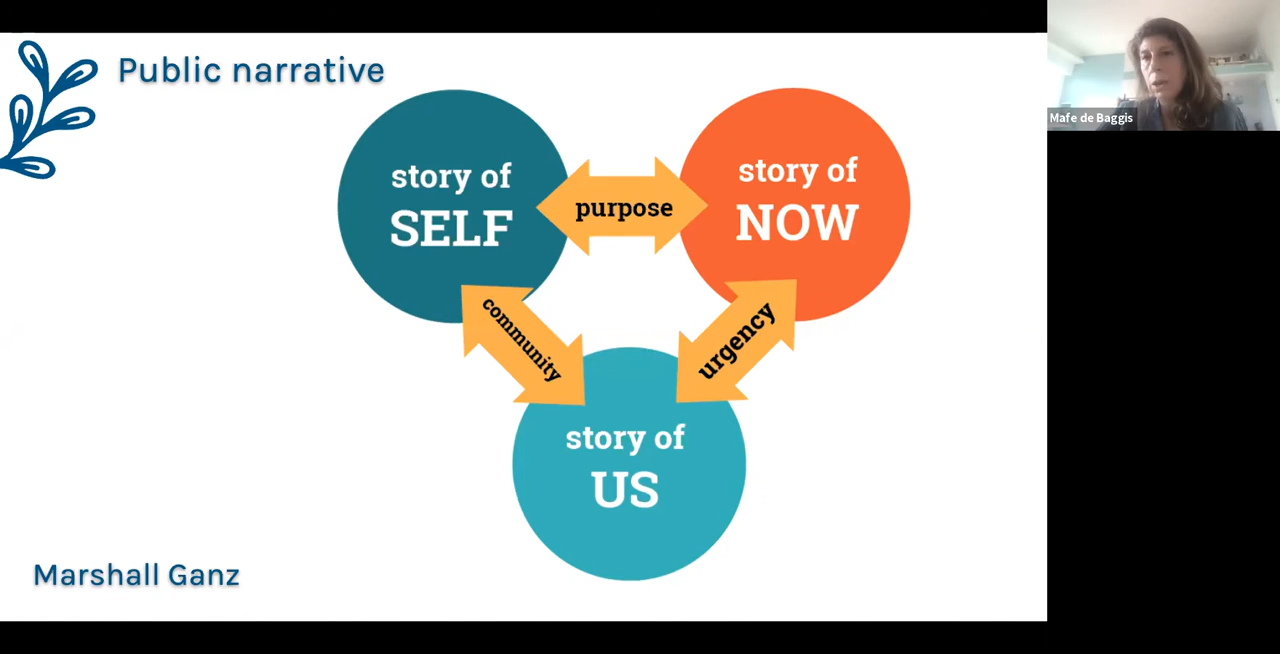 Public narrative
Mafe de Baggis
story of
SELF
purpose
story of
NOW
community
urgency
story of
US
Marshall Ganz